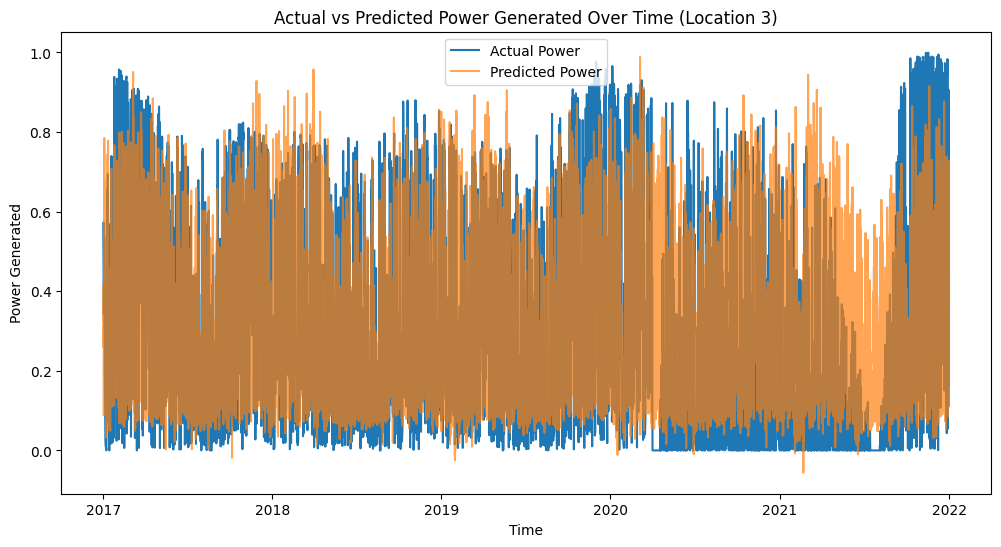 Actual vs Predicted Power Generated Over Time (Location 3)
Actual Power
Predicted Power
Power Generated
1.0
0.8
0.6
0.4
0.2
0.0
2017
2018
2019
2020
2021
2022
Time